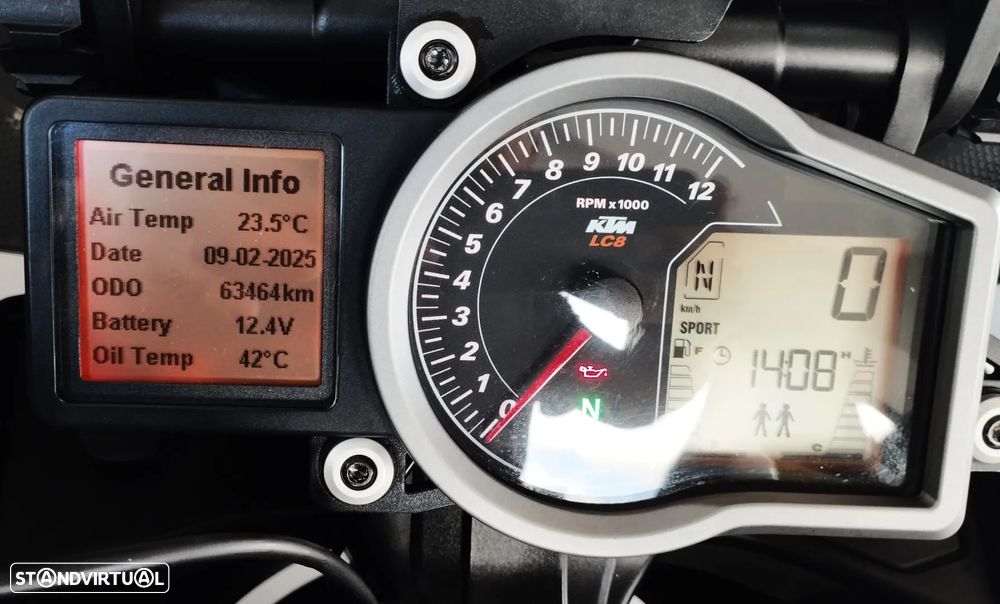 General Info
Air Temp 23.5°C
Date 09-02-2025
ODO 63464km
Battery 12.4V
Oil Temp 42°C
0 1 2 3 4 5 6 7 8 9 10 11 12
RPM x 1000
KTM
LC8
N
N
0
km/h
SPORT
F
1408 H
C
STANDVIRTUAL